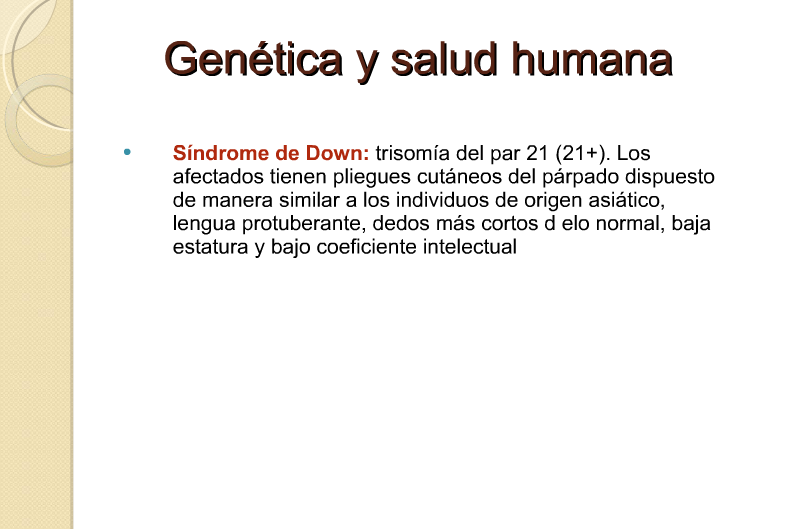 Genética y salud humana
• Síndrome de Down: trisomía del par 21 (21+). Los
afectados tienen pliegues cutáneos del párpado dispuesto
de manera similar a los individuos de origen asiático,
lengua protuberante, dedos más cortos d elo normal, baja
estatura y bajo coeficiente intelectual